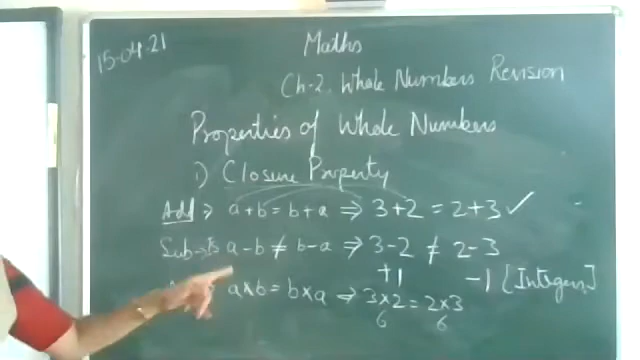 15-04-21
Maths
Ch-2 Whole Numbers Revision
Properties of Whole Numbers
1) Closure Property
Add → a+b = b+a ⇒ 3+2 = 2+3 ✓
Sub → a-b ≠ b-a ⇒ 3-2 ≠ 2-3
+1 -1 [Integers]
a×b = b×a ⇒ 3×2 = 2×3
6 6